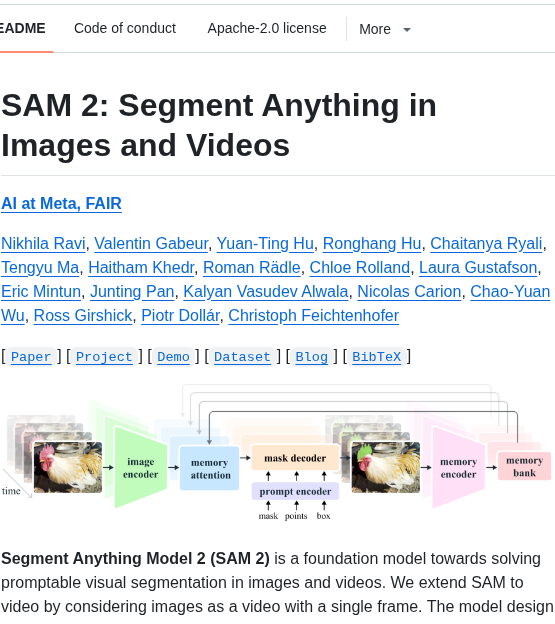 EADME Code of conduct Apache-2.0 license More
SAM 2: Segment Anything in
Images and Videos
AI at Meta, FAIR
Nikhila Ravi, Valentin Gabeur, Yuan-Ting Hu, Ronghang Hu, Chaitanya Ryali,
Tengyu Ma, Haitham Khedr, Roman Rädle, Chloe Rolland, Laura Gustafson,
Eric Mintun, Junting Pan, Kalyan Vasudev Alwala, Nicolas Carion, Chao-Yuan
Wu, Ross Girshick, Piotr Dollár, Christoph Feichtenhofer
[ Paper ] [ Project ] [ Demo ] [ Dataset ] [ Blog ] [ BibTeX ]
time
image
encoder
memory
attention
mask decoder
prompt encoder
mask points box
memory
encoder
memory
bank
Segment Anything Model 2 (SAM 2) is a foundation model towards solving
promptable visual segmentation in images and videos. We extend SAM to
video by considering images as a video with a single frame. The model design